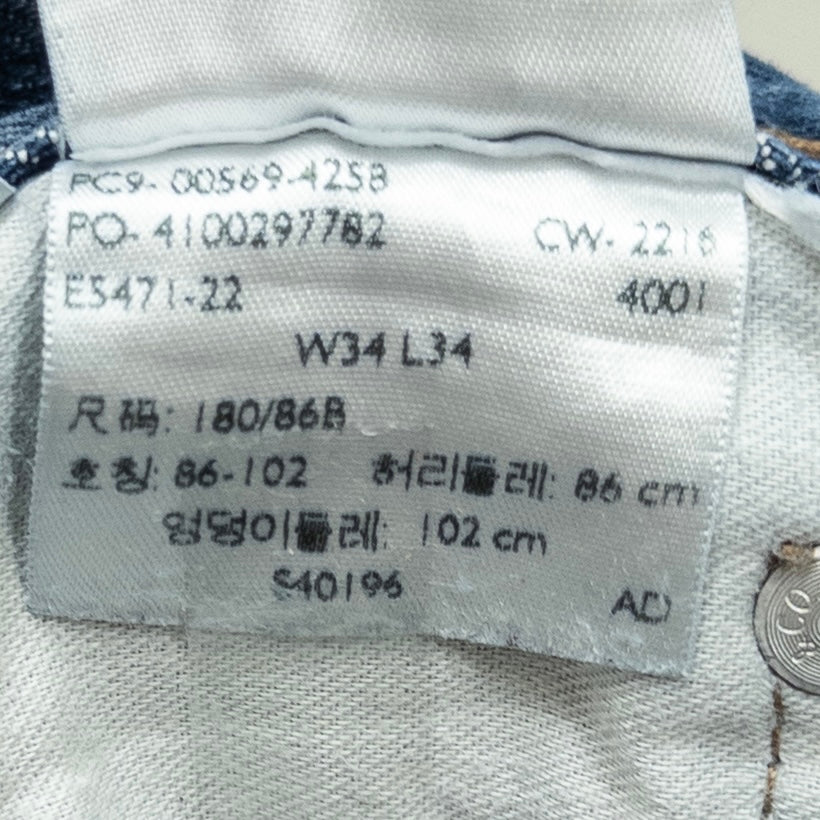 PC9- 00569-4258
PO- 4100297782 CW- 2216
E5471-22 4001
W34 L34
尺码: 180/86B
호칭: 86-102 허리둘레: 86 cm
엉덩이둘레: 102 cm
S40196 AD
&Co